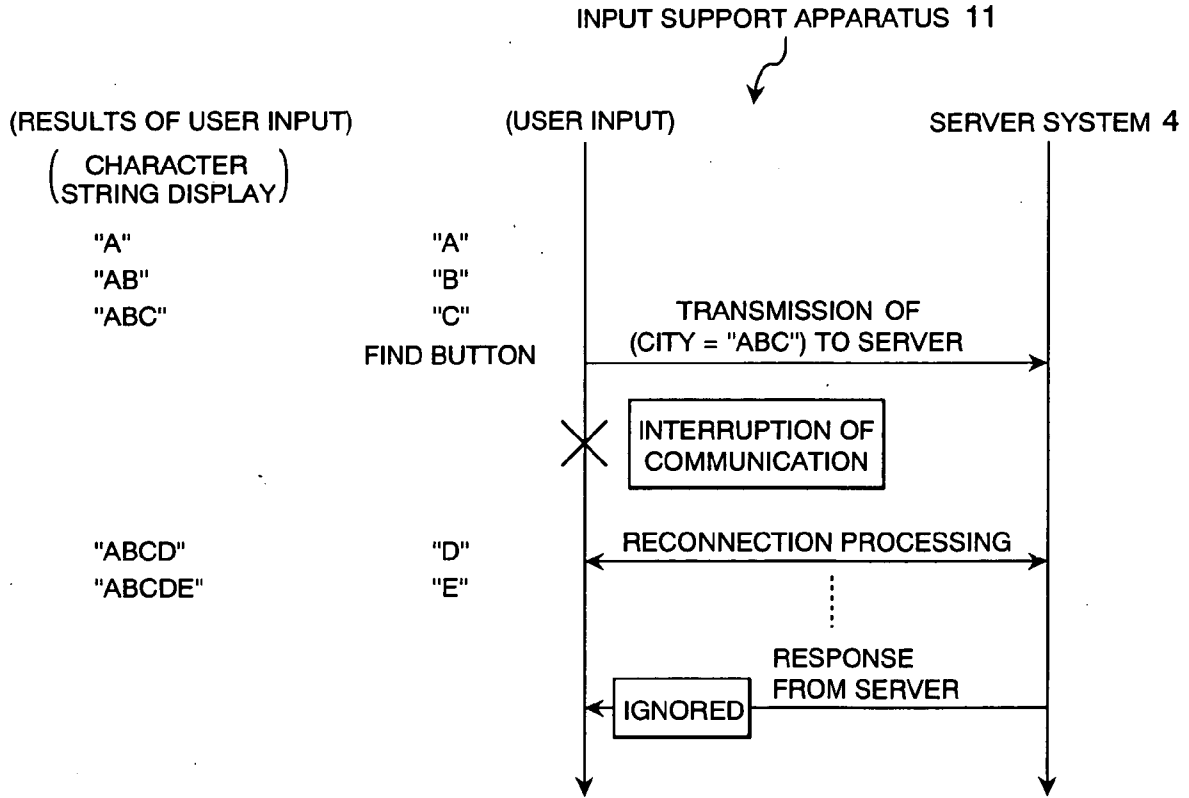 INPUT SUPPORT APPARATUS 11
(RESULTS OF USER INPUT) (USER INPUT) SERVER SYSTEM 4
(CHARACTER
STRING DISPLAY)
"A" "A"
"AB" "B"
"ABC" "C"
TRANSMISSION OF
(CITY = "ABC") TO SERVER
FIND BUTTON
INTERRUPTION OF
COMMUNICATION
"ABCD" "D" RECONNECTION PROCESSING
"ABCDE" "E"
RESPONSE
FROM SERVER
IGNORED